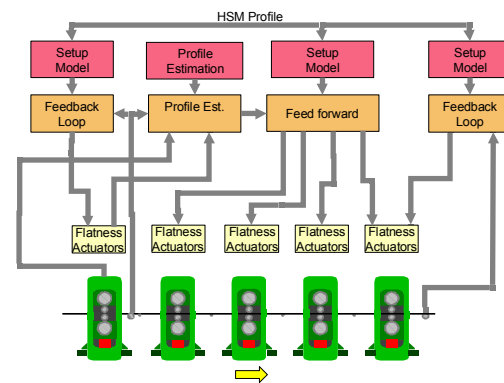 HSM Profile
Setup
Model
Profile
Estimation
Setup
Model
Setup
Model
Feedback
Loop
Profile Est.
Feed forward
Feedback
Loop
Flatness
Actuators
Flatness
Actuators
Flatness
Actuators
Flatness
Actuators
Flatness
Actuators